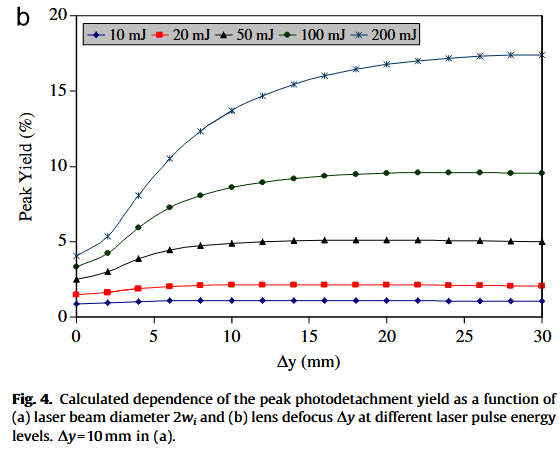 b
20
15
10
5
0
Peak Yield (%)
10 mJ 20 mJ 50 mJ 100 mJ 200 mJ
0 5 10 15 20 25 30
Δy (mm)
Fig. 4. Calculated dependence of the peak photodetachment yield as a function of
(a) laser beam diameter 2wᵢ and (b) lens defocus Δy at different laser pulse energy
levels. Δy=10 mm in (a).